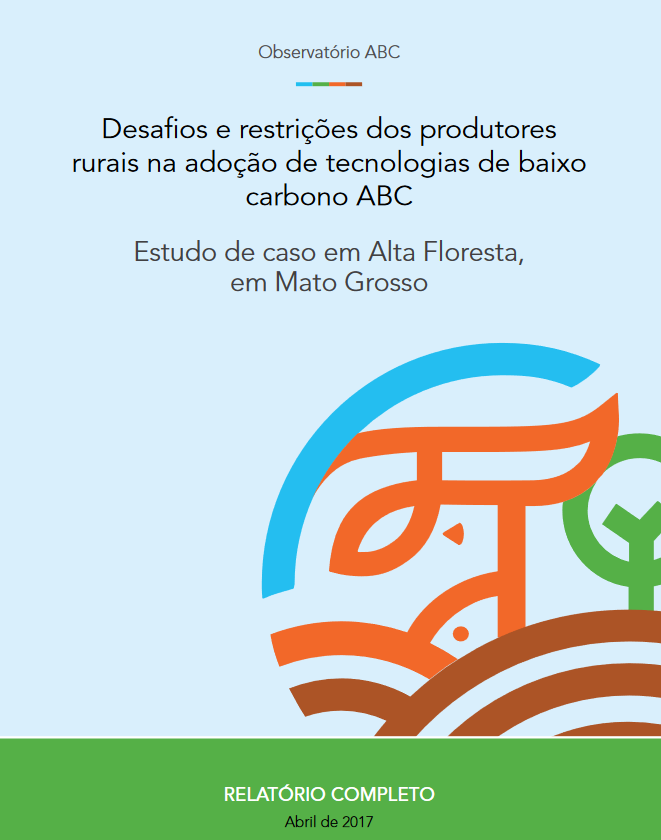 Observatório ABC
Desafios e restrições dos produtores
rurais na adoção de tecnologias de baixo
carbono ABC
Estudo de caso em Alta Floresta,
em Mato Grosso
RELATÓRIO COMPLETO
Abril de 2017